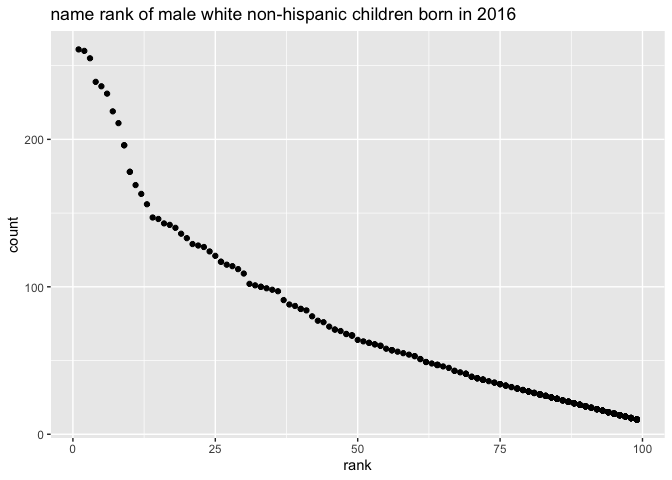 name rank of male white non-hispanic children born in 2016
count
200
100
0
0 25 50 75 100
rank